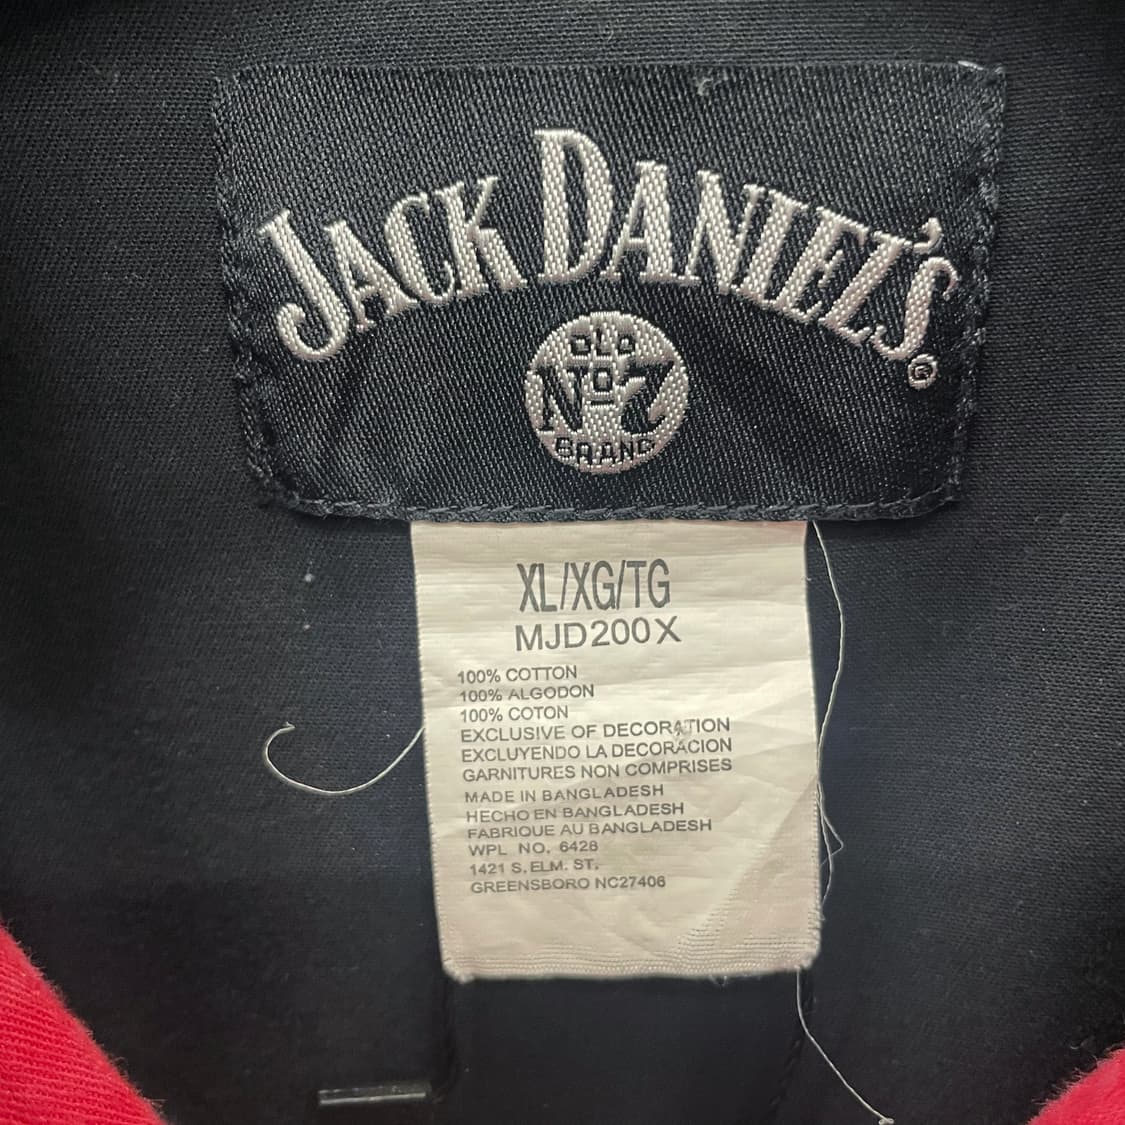 JACK DANIEL'S®
OLD
No 7
BRAND
XL/XG/TG
MJD200X
100% COTTON
100% ALGODON
100% COTON
EXCLUSIVE OF DECORATION
EXCLUYENDO LA DECORACION
GARNITURES NON COMPRISES
MADE IN BANGLADESH
HECHO EN BANGLADESH
FABRIQUE AU BANGLADESH
WPL NO. 6428
1421 S. ELM. ST.
GREENSBORO NC27406